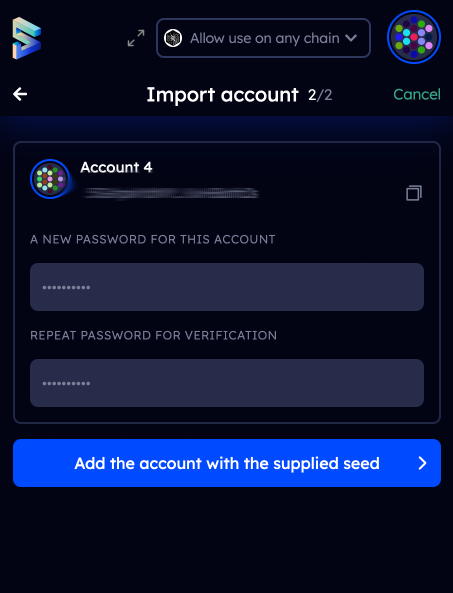 Allow use on any chain
Import account 2/2
Cancel
Account 4
A NEW PASSWORD FOR THIS ACCOUNT
••••••••••
REPEAT PASSWORD FOR VERIFICATION
••••••••••
Add the account with the supplied seed